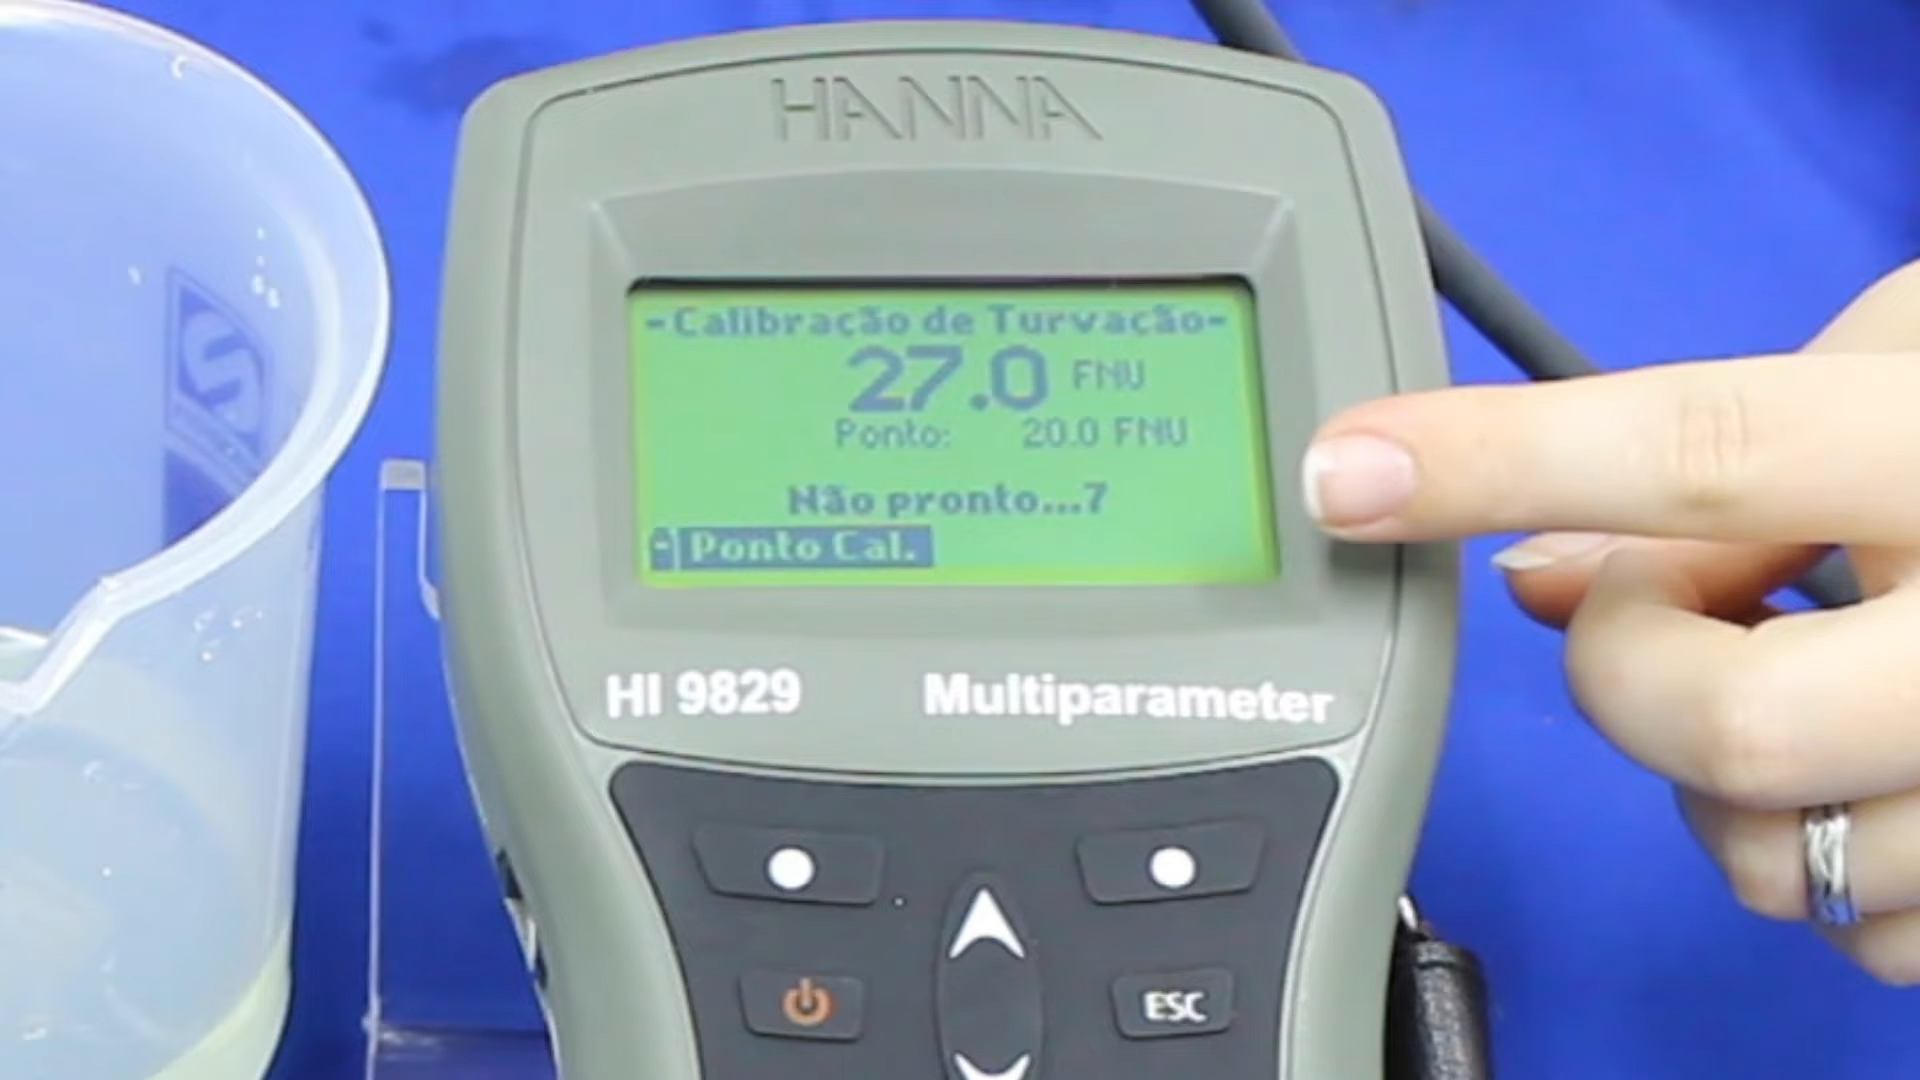 HANNA
-Calibração de Turvação-
27.0 FNU
Ponto: 20.0 FNU
Não pronto...7
Ponto Cal.
HI 9829 Multiparameter
ESC